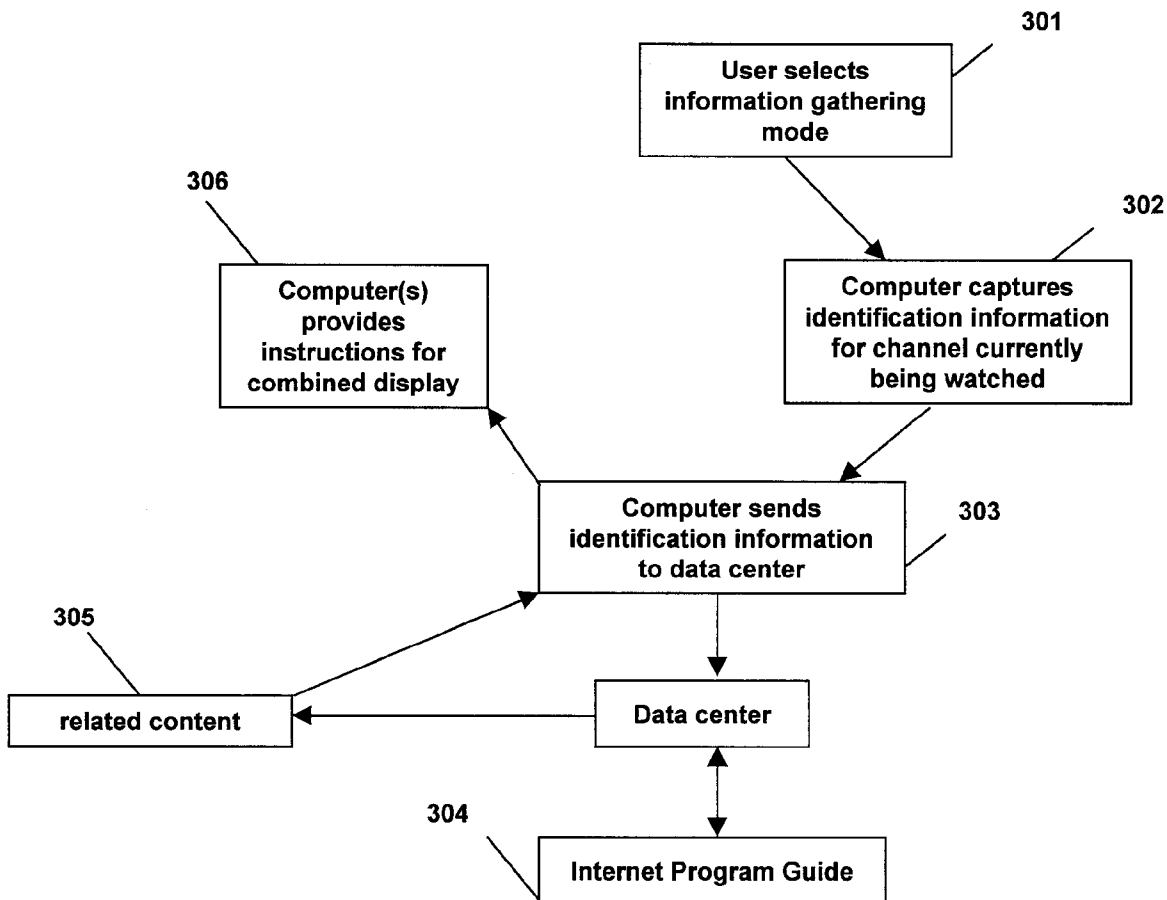 301
User selects
information gathering
mode
306
302
Computer(s)
provides
instructions for
combined display
Computer captures
identification information
for channel currently
being watched
Computer sends
identification information
to data center
303
305
related content
Data center
304
Internet Program Guide